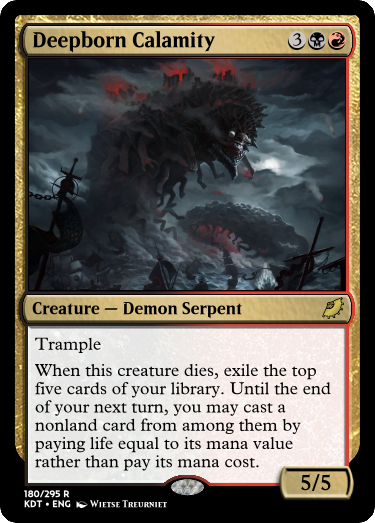 Deepborn Calamity 3
Creature — Demon Serpent
Trample
When this creature dies, exile the top
five cards of your library. Until the end
of your next turn, you may cast a
nonland card from among them by
paying life equal to its mana value
rather than pay its mana cost.
5/5
180/295 R
KDT • ENG Wietse Treurniet